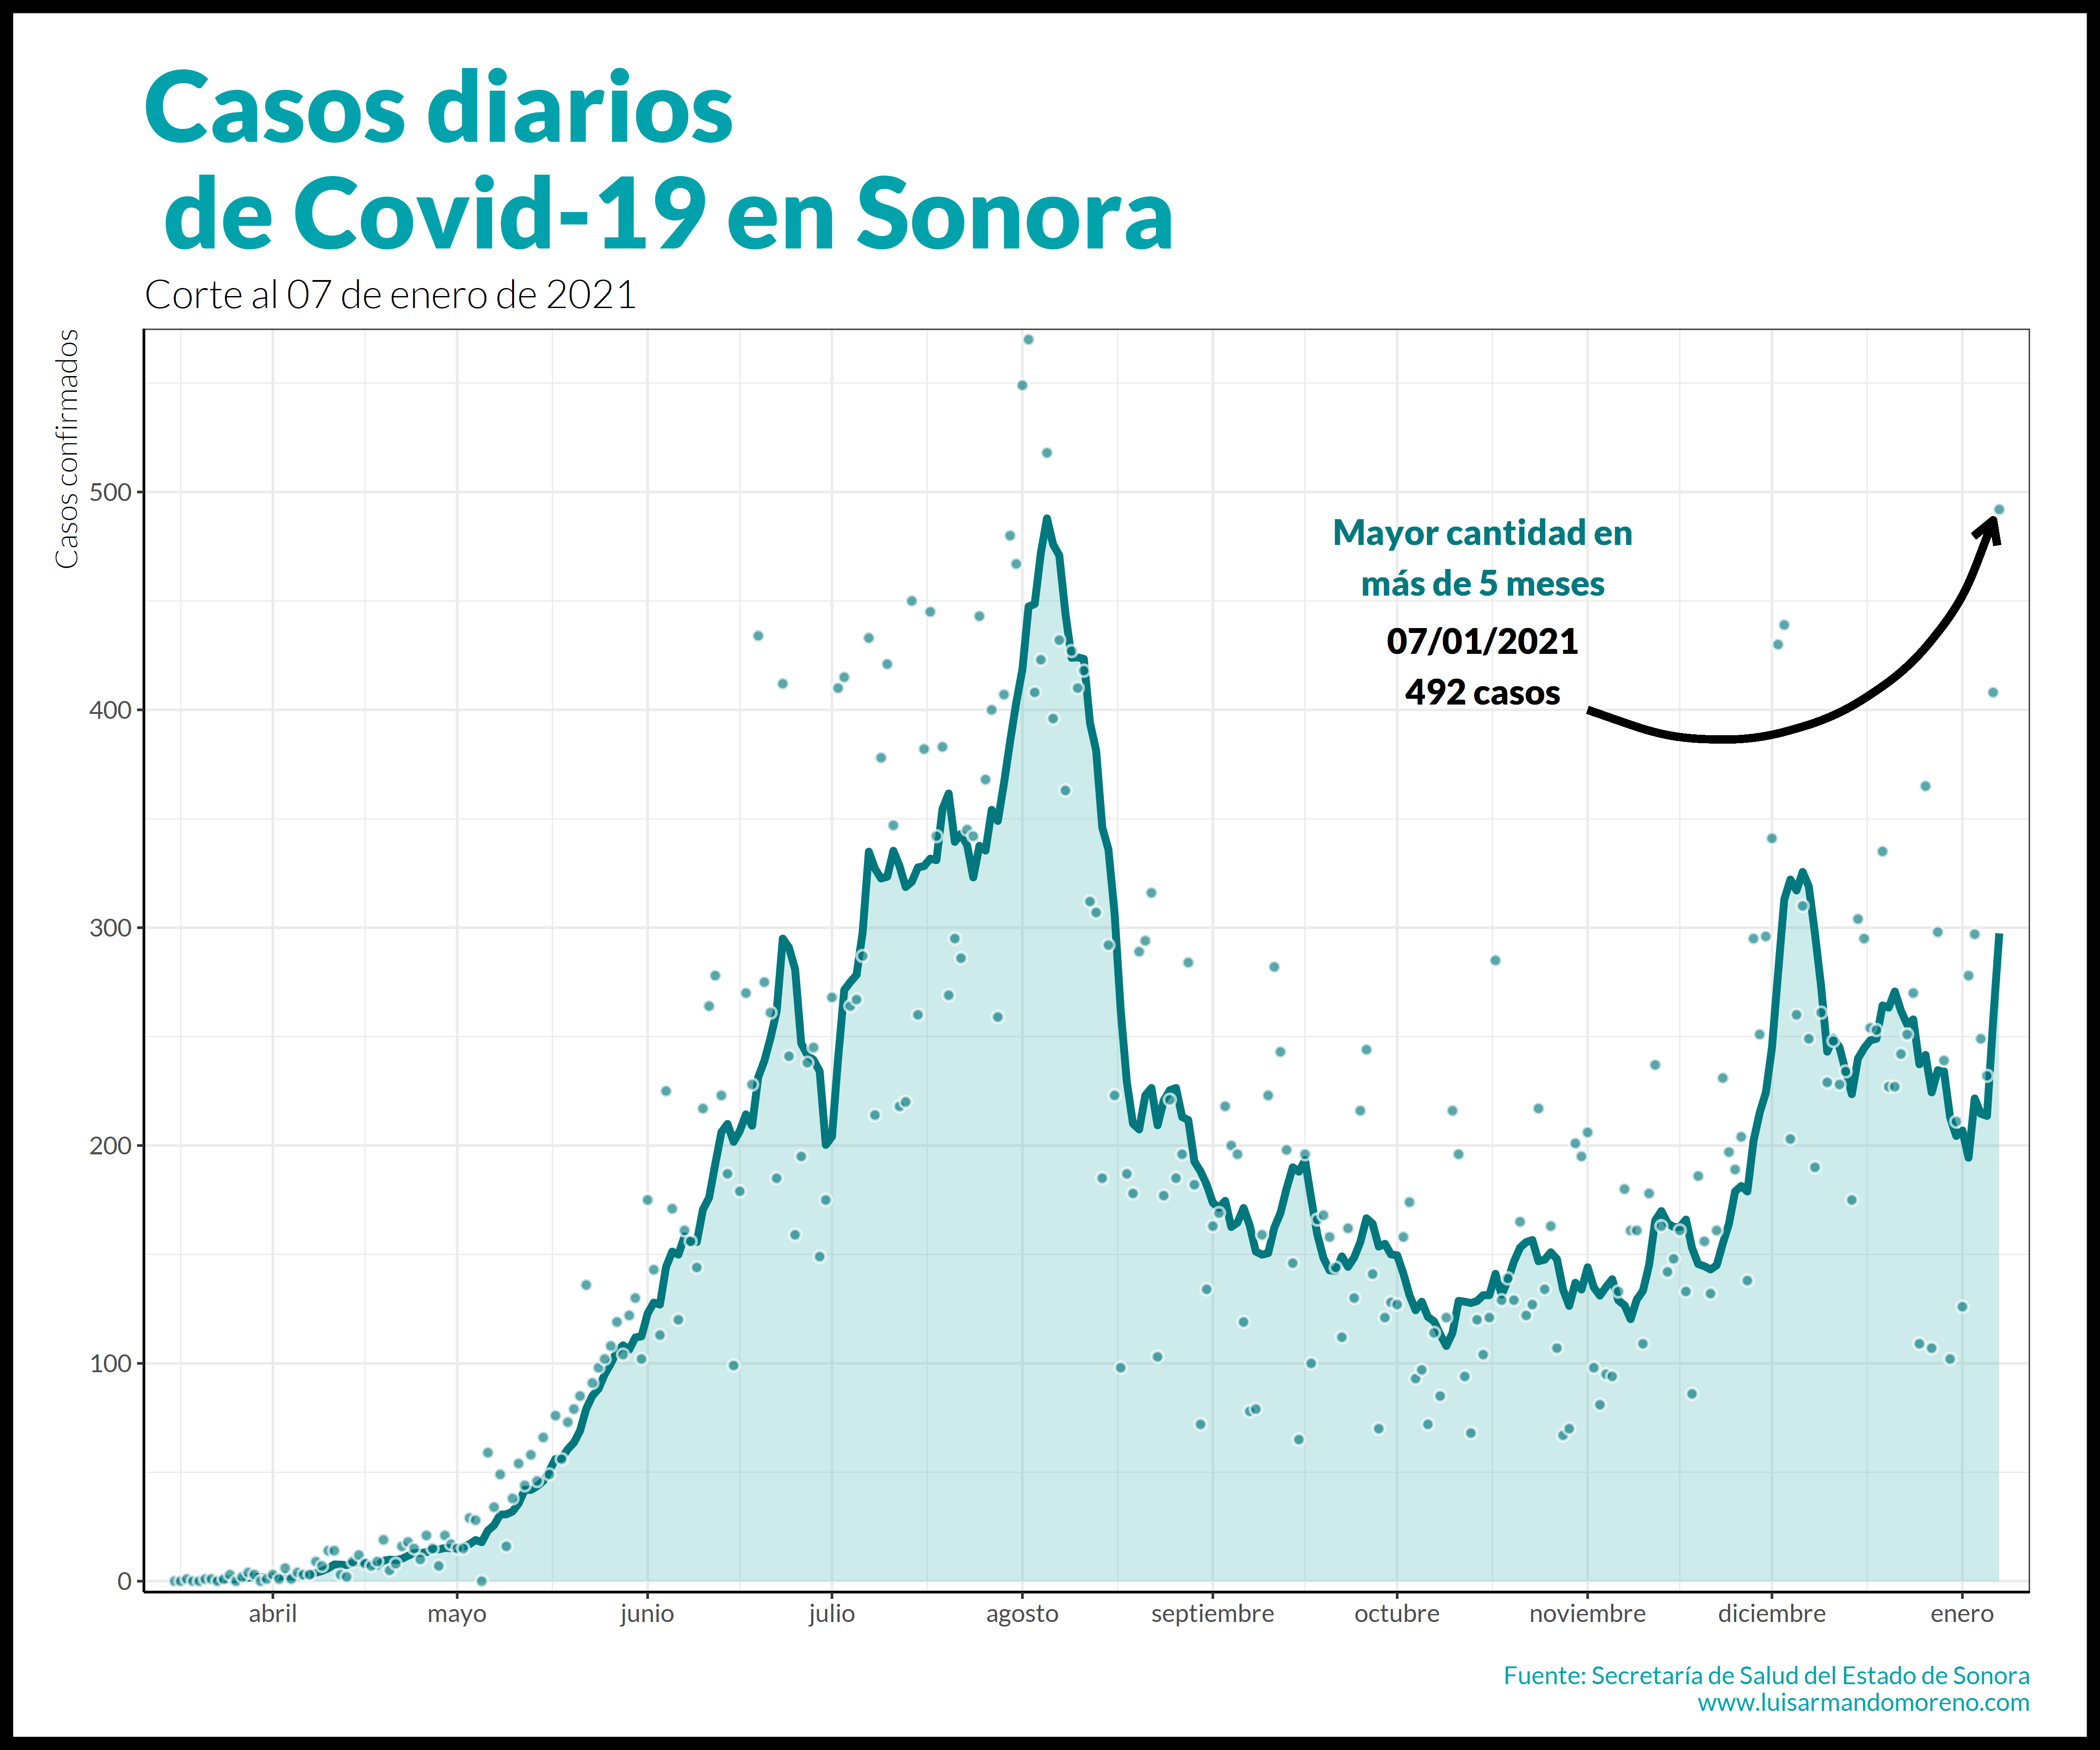 Casos diarios
de Covid-19 en Sonora
Corte al 07 de enero de 2021
Casos confirmados
500
400
300
200
100
0
Mayor cantidad en
más de 5 meses
07/01/2021
492 casos
abril mayo junio julio agosto septiembre octubre noviembre diciembre enero
Fuente: Secretaría de Salud del Estado de Sonora
www.luisarmandomoreno.com